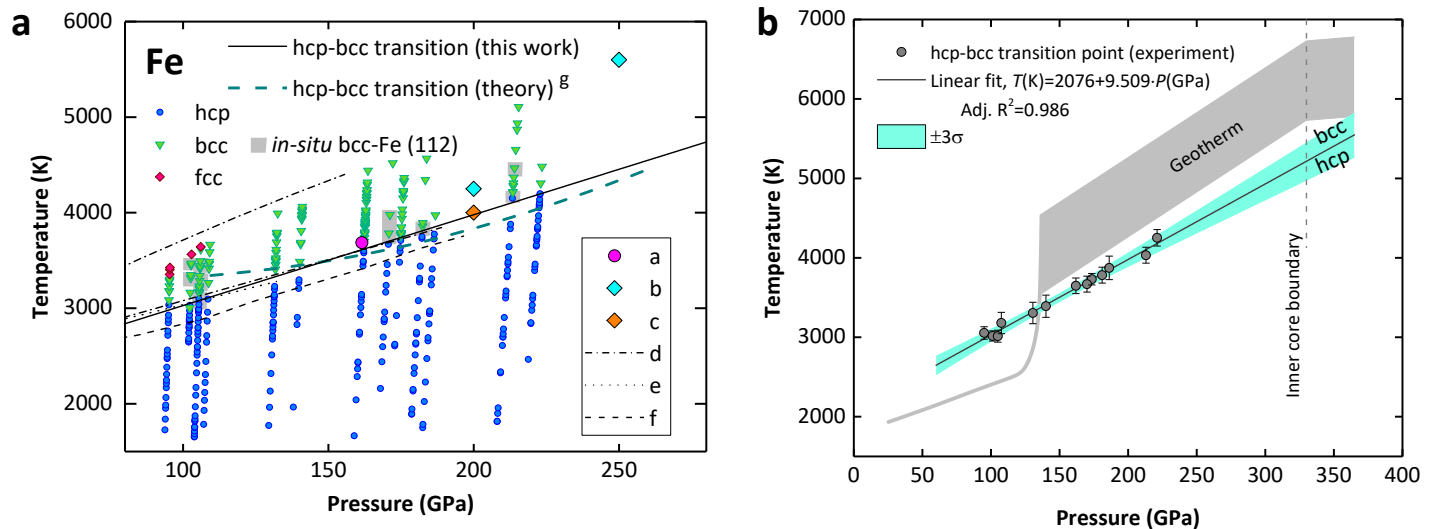 a
Fe
hcp-bcc transition (this work)
hcp-bcc transition (theory) g
hcp
bcc
fcc
in-situ bcc-Fe (112)
a
b
c
d
e
f
6000
5000
4000
3000
2000
Temperature (K)
100
150
200
250
Pressure (GPa)
b
hcp-bcc transition point (experiment)
Linear fit, T(K)=2076+9.509·P(GPa)
Adj. R²=0.986
±3σ
Geotherm
bcc
hcp
Inner core boundary
7000
6000
5000
4000
3000
2000
1000
Temperature (K)
0
50
100
150
200
250
300
350
400
Pressure (GPa)